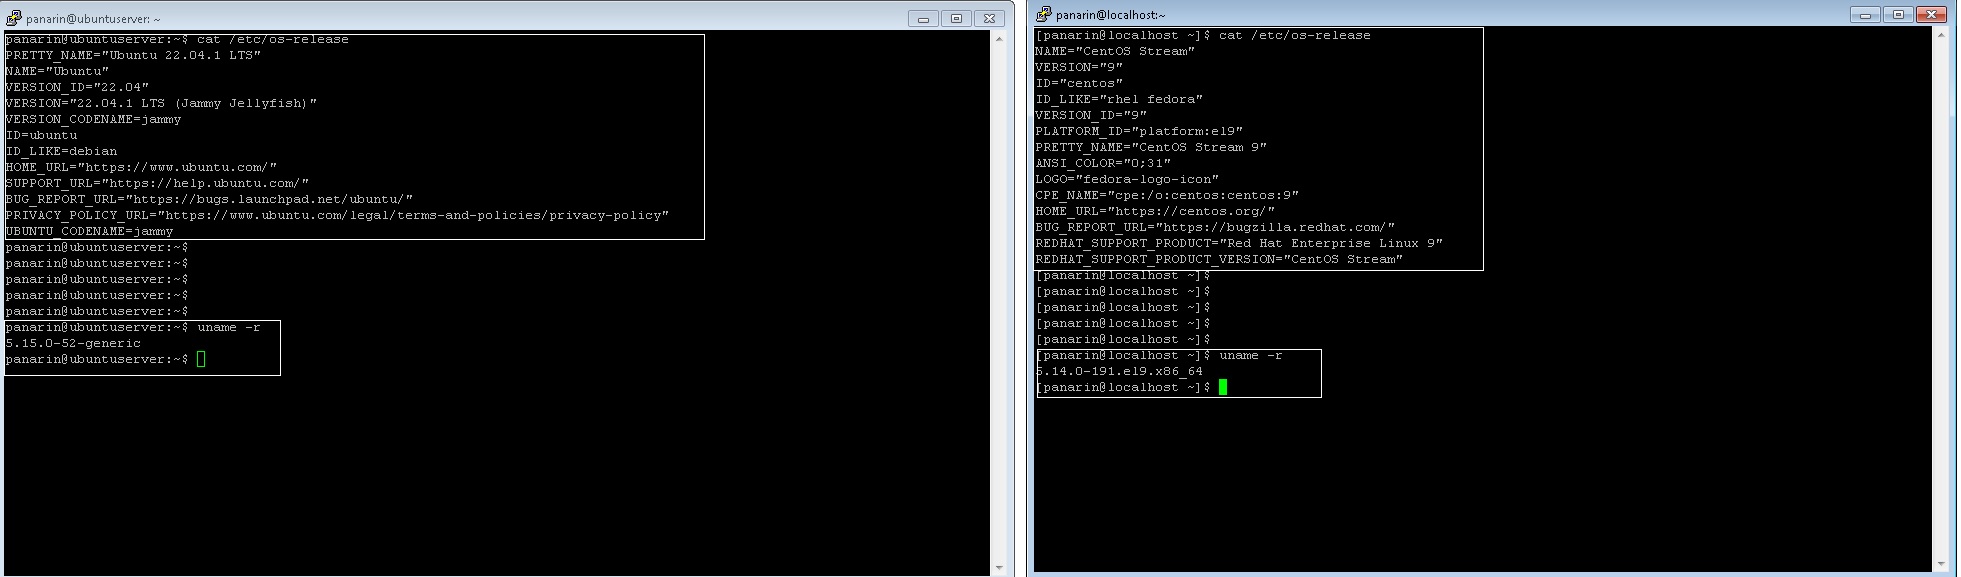 panarin@ubuntuserver: ~
panarin@ubuntuserver:~$ cat /etc/os-release
PRETTY_NAME="Ubuntu 22.04.1 LTS"
NAME="Ubuntu"
VERSION_ID="22.04"
VERSION="22.04.1 LTS (Jammy Jellyfish)"
VERSION_CODENAME=jammy
ID=ubuntu
ID_LIKE=debian
HOME_URL="https://www.ubuntu.com/"
SUPPORT_URL="https://help.ubuntu.com/"
BUG_REPORT_URL="https://bugs.launchpad.net/ubuntu/"
PRIVACY_POLICY_URL="https://www.ubuntu.com/legal/terms-and-policies/privacy-policy"
UBUNTU_CODENAME=jammy
panarin@ubuntuserver:~$
panarin@ubuntuserver:~$
panarin@ubuntuserver:~$
panarin@ubuntuserver:~$
panarin@ubuntuserver:~$
panarin@ubuntuserver:~$ uname -r
5.15.0-52-generic
panarin@ubuntuserver:~$
panarin@localhost:~
[panarin@localhost ~]$ cat /etc/os-release
NAME="CentOS Stream"
VERSION="9"
ID="centos"
ID_LIKE="rhel fedora"
VERSION_ID="9"
PLATFORM_ID="platform:el9"
PRETTY_NAME="CentOS Stream 9"
ANSI_COLOR="0;31"
LOGO="fedora-logo-icon"
CPE_NAME="cpe:/o:centos:centos:9"
HOME_URL="https://centos.org/"
BUG_REPORT_URL="https://bugzilla.redhat.com/"
REDHAT_SUPPORT_PRODUCT="Red Hat Enterprise Linux 9"
REDHAT_SUPPORT_PRODUCT_VERSION="CentOS Stream"
[panarin@localhost ~]$
[panarin@localhost ~]$
[panarin@localhost ~]$
[panarin@localhost ~]$
[panarin@localhost ~]$
[panarin@localhost ~]$ uname -r
5.14.0-191.el9.x86_64
[panarin@localhost ~]$